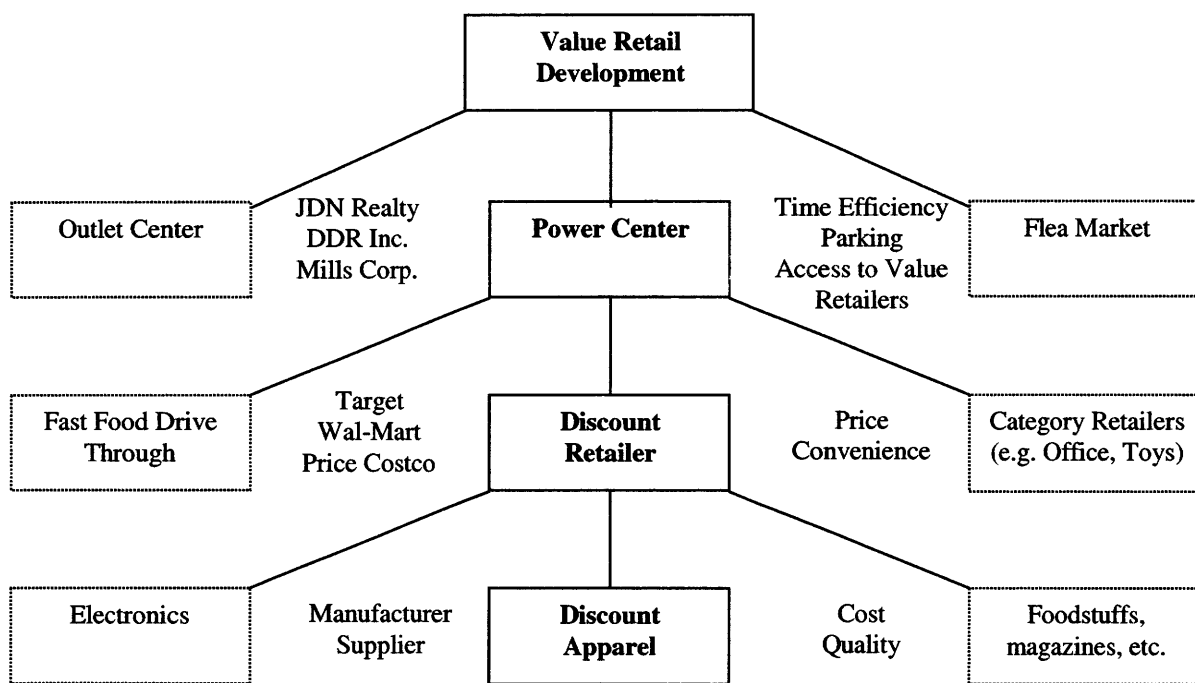 Value Retail
Development
Outlet Center
JDN Realty
DDR Inc.
Mills Corp.
Power Center
Time Efficiency
Parking
Access to Value
Retailers
Flea Market
Fast Food Drive
Through
Target
Wal-Mart
Price Costco
Discount
Retailer
Price
Convenience
Category Retailers
(e.g. Office, Toys)
Electronics
Manufacturer
Supplier
Discount
Apparel
Cost
Quality
Foodstuffs,
magazines, etc.